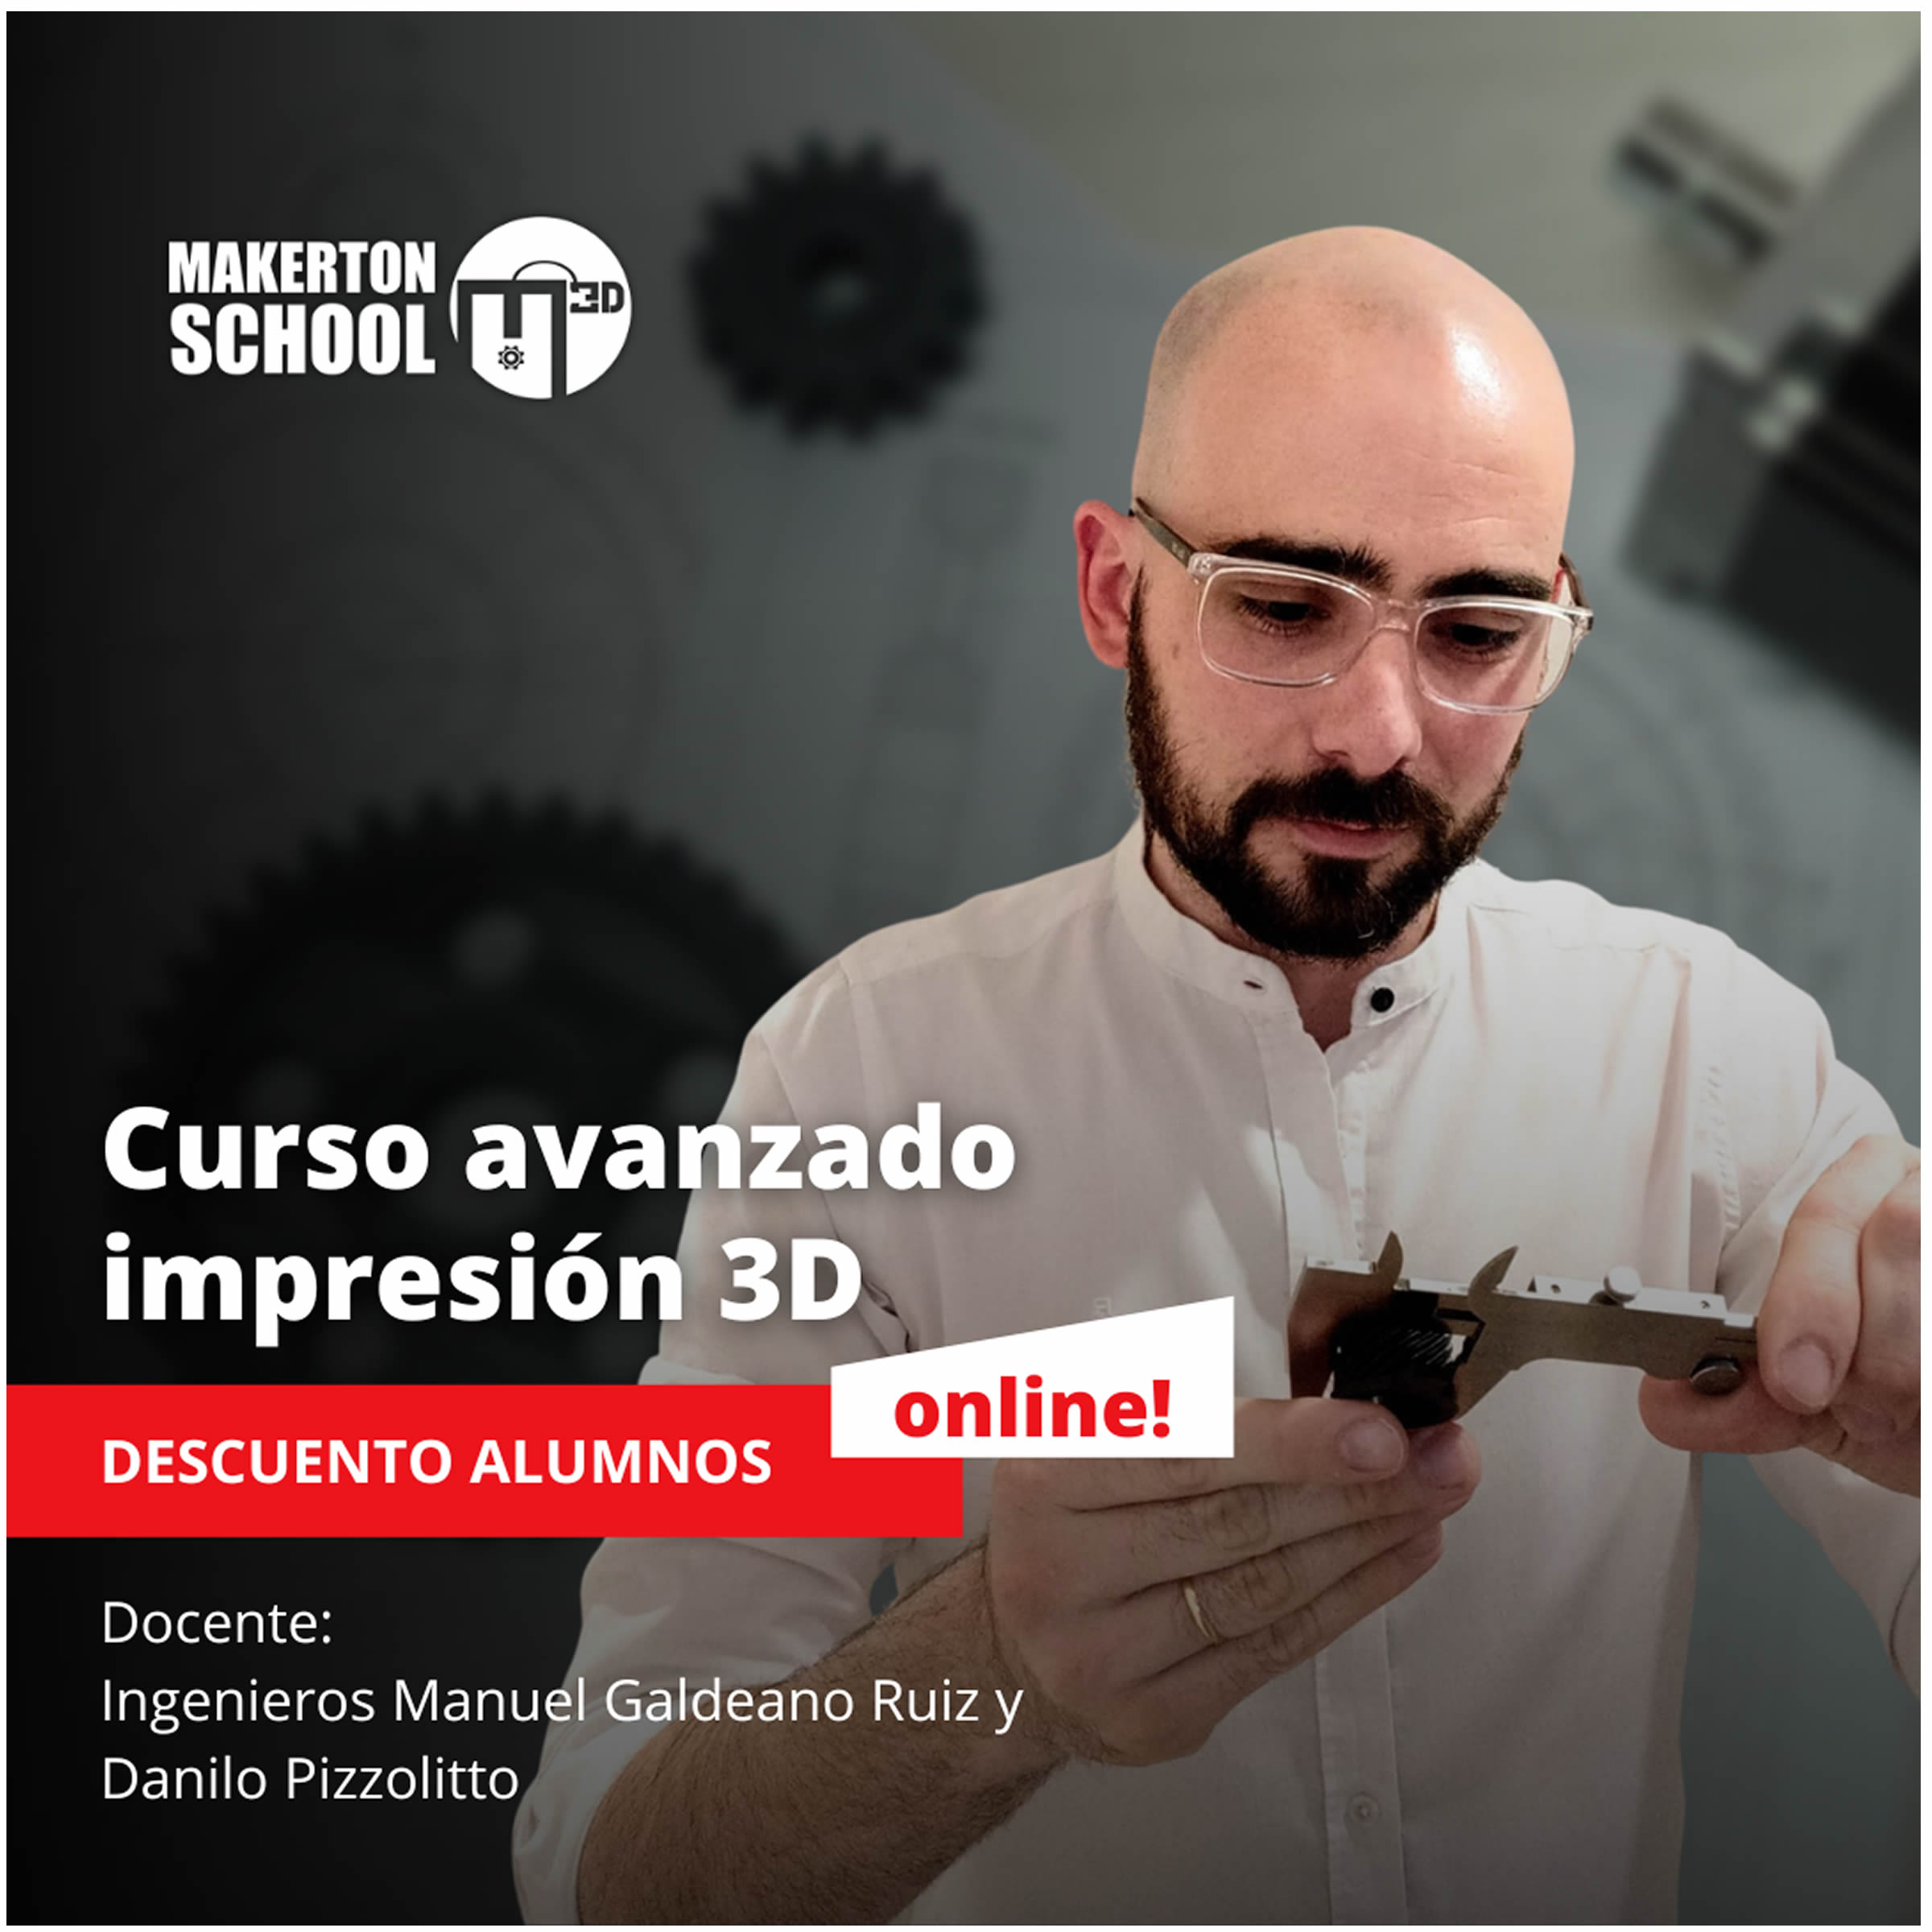 MAKERTON
SCHOOL
3D
Curso avanzado
impresión 3D
online!
DESCUENTO ALUMNOS
Docente:
Ingenieros Manuel Galdeano Ruiz y
Danilo Pizzolitto